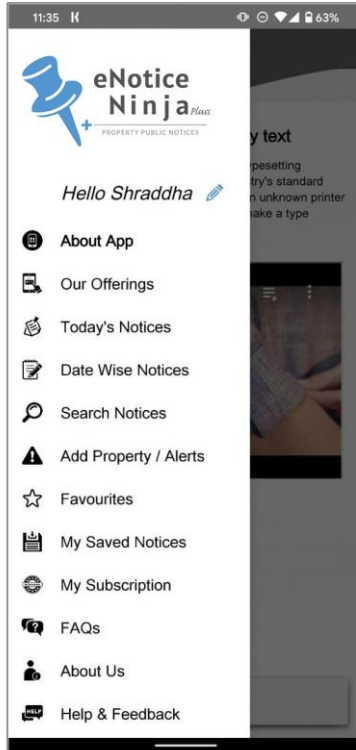 11:35 63%
eNotice
Ninja Pluss
PROPERTY PUBLIC NOTICES
Hello Shraddha
About App
Our Offerings
Today's Notices
Date Wise Notices
Search Notices
Add Property / Alerts
Favourites
My Saved Notices
My Subscription
FAQs
About Us
HELP Help & Feedback
y text
ypesetting
try's standard
n unknown printer
nake a type